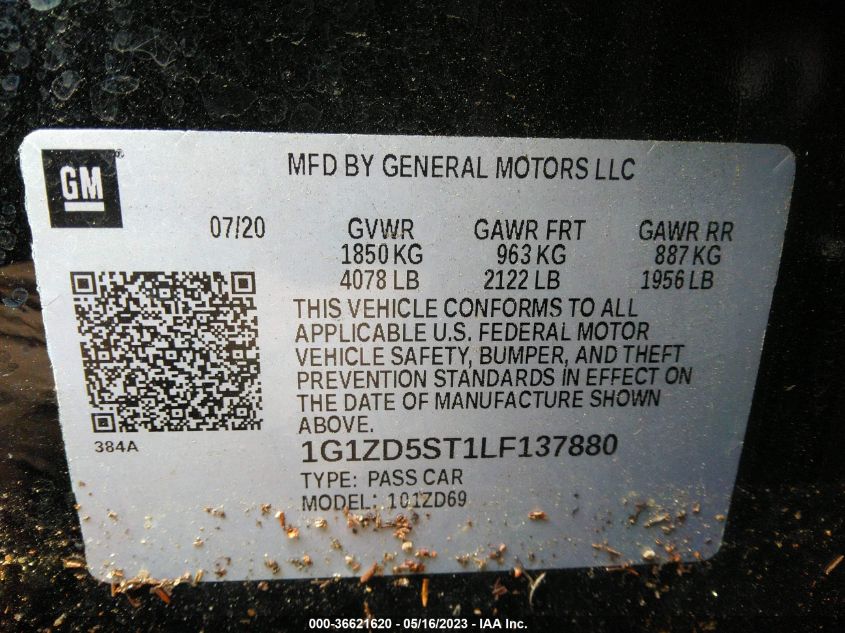 GM
MFD BY GENERAL MOTORS LLC
07/20 GVWR GAWR FRT GAWR RR
1850 KG 963 KG 887 KG
4078 LB 2122 LB 1956 LB
THIS VEHICLE CONFORMS TO ALL
APPLICABLE U.S. FEDERAL MOTOR
VEHICLE SAFETY, BUMPER, AND THEFT
PREVENTION STANDARDS IN EFFECT ON
THE DATE OF MANUFACTURE SHOWN
ABOVE.
384A
1G1ZD5ST1LF137880
TYPE: PASS CAR
MODEL: 101ZD69
000-36621620 - 05/16/2023 - IAA Inc.